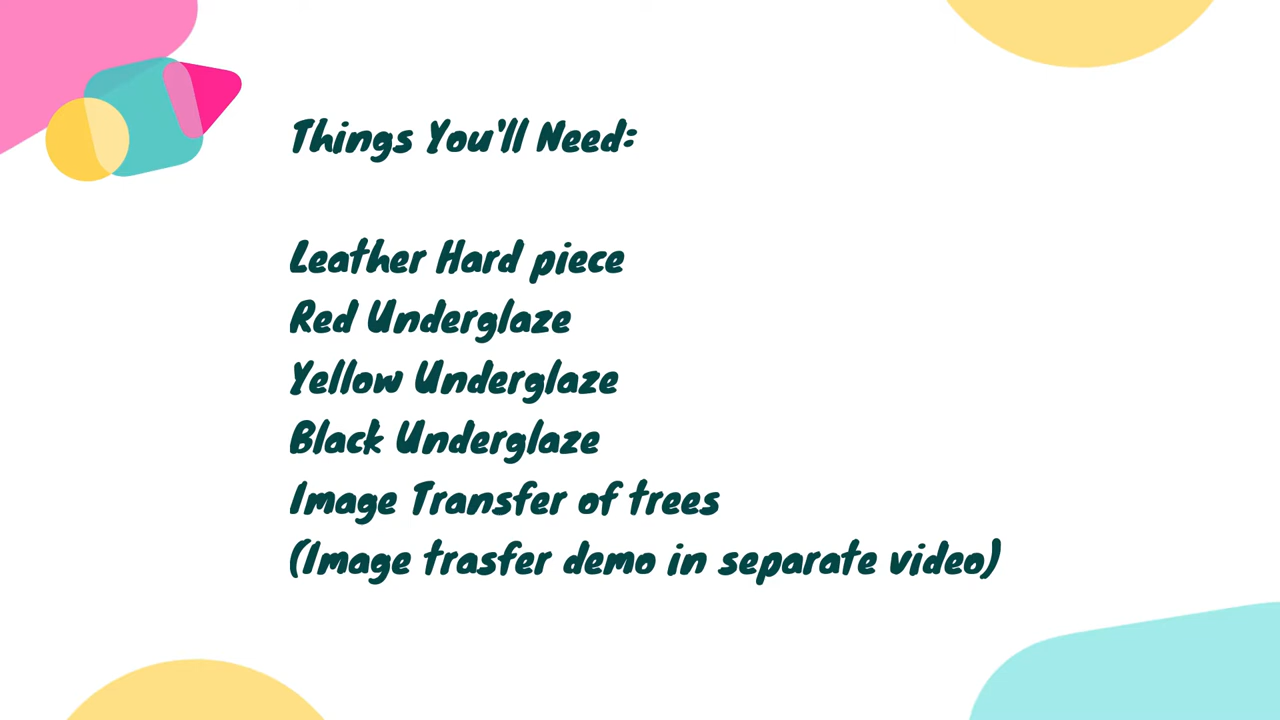 Things You'll Need:
Leather Hard piece
Red Underglaze
Yellow Underglaze
Black Underglaze
Image Transfer of trees
(Image trasfer demo in separate video)